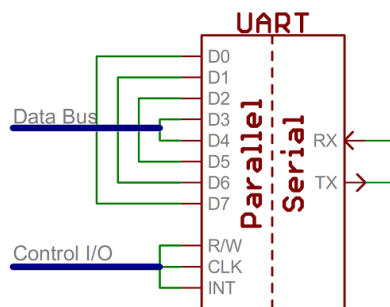 UART
D0
D1
D2
Data Bus
D3
D4
D5
D6
D7
Parallel
Serial
RX
TX
Control I/O
R/W
CLK
INT